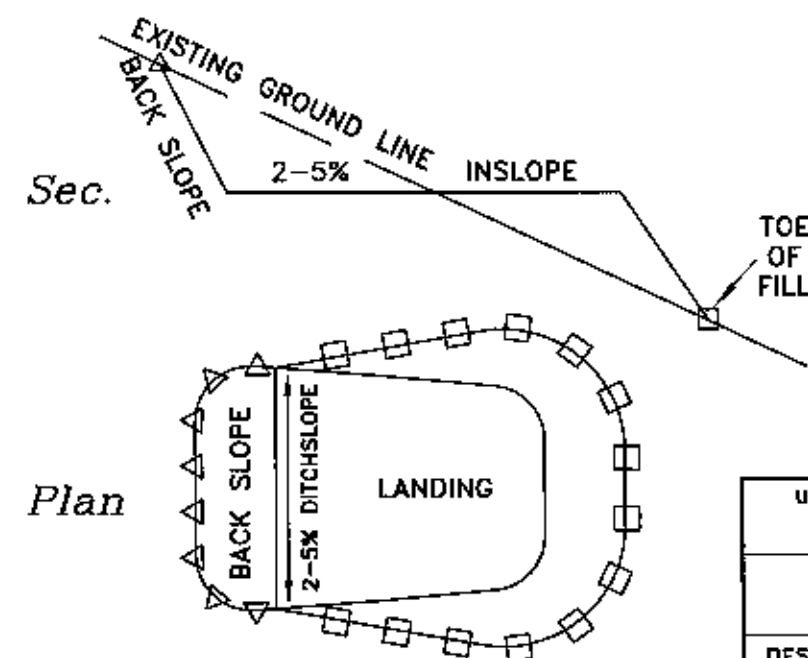 EXISTING GROUND LINE
BACK SLOPE
Sec.
2-5% INSLOPE
TOE
OF
FILL
Plan
BACK SLOPE
2-5% DITCHSLOPE
LANDING
u
DES